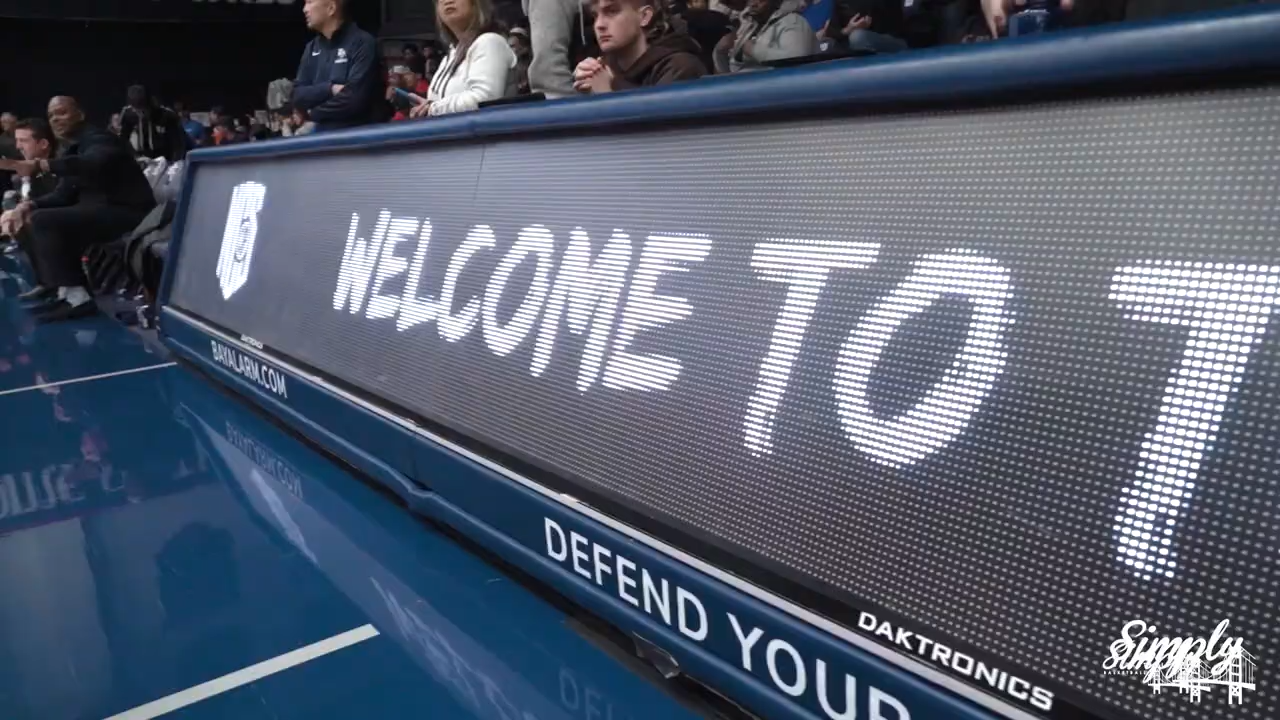 WELCOME TO T
BAYALARM.COM
DEFEND YOUR
DAKTRONICS
Simply